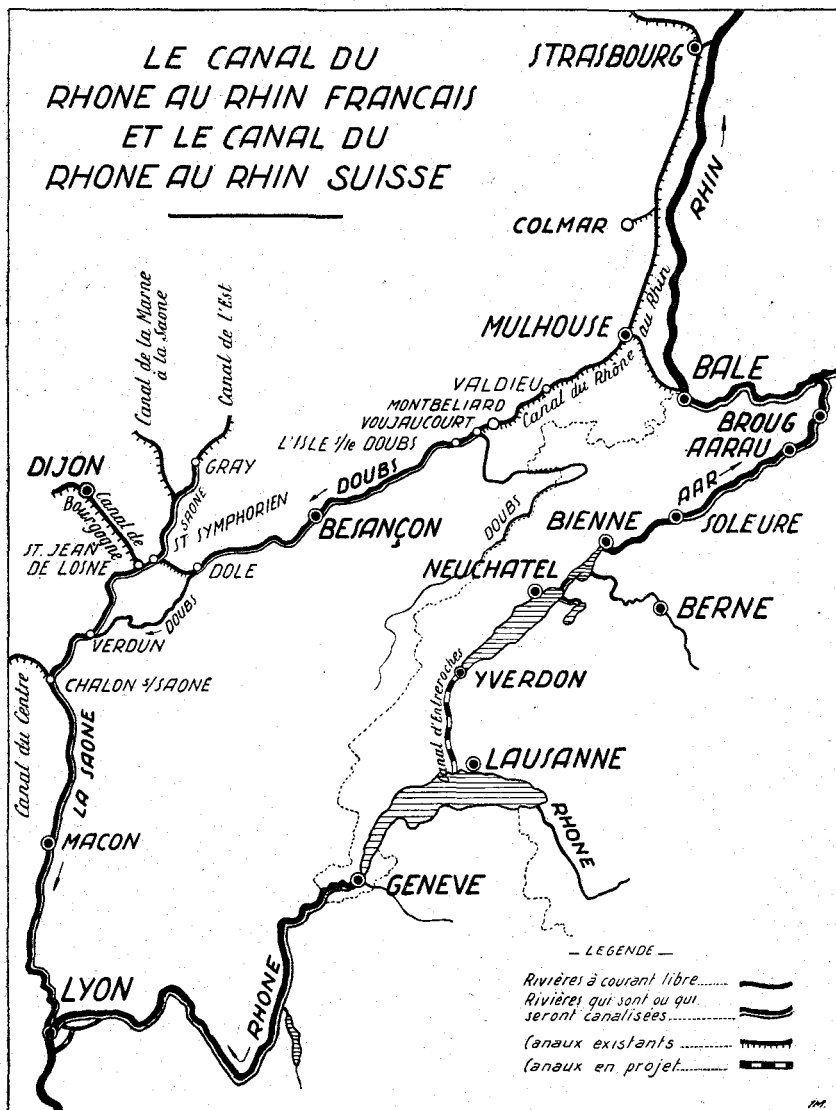 LE CANAL DU
RHONE AU RHIN FRANCAIS
ET LE CANAL DU
RHONE AU RHIN SUISSE
STRASBOURG
RHIN
COLMAR
MULHOUSE
Canal du Rhône au Rhin
BALE
VALDIEU
MONTBELIARD
VOUJAUCOURT
L'ISLE s/le DOUBS
BROUG
AARAU
AAR
SOLEURE
BIENNE
NEUCHATEL
BERNE
Canal de la Marne
à la Saone
Canal de l'Est
GRAY
SAONE
DIJON
Canal de
Bourgogne
ST SYMPHORIEN
ST. JEAN
DE LOSNE
DOUBS
BESANÇON
DOUBS
DOLE
DOUBS
VERDUN
CHALON s/SAONE
Canal du Centre
LA SAONE
MACON
YVERDON
Canal d'Entreroches
LAUSANNE
RHONE
GENEVE
LYON
RHONE
LEGENDE
Rivières à courant libre
Rivières qui sont ou qui
seront canalisées
Canaux existants
Canaux en projet